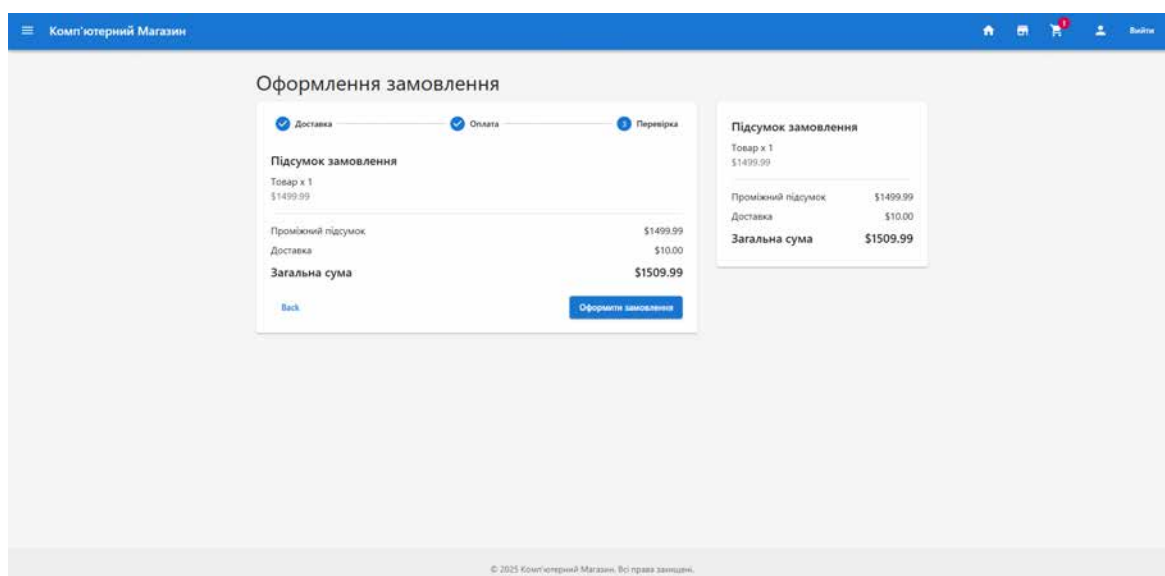 Комп'ютерний Магазин
1
Вийти
Оформлення замовлення
Доставка
Оплата
3
Перевірка
Підсумок замовлення
Товар x 1
$1499.99
Проміжний підсумок
$1499.99
Доставка
$10.00
Загальна сума
$1509.99
Back
Оформити замовлення
Підсумок замовлення
Товар x 1
$1499.99
Проміжний підсумок
$1499.99
Доставка
$10.00
Загальна сума
$1509.99
© 2025 Комп'ютерний Магазин. Всі права захищені.